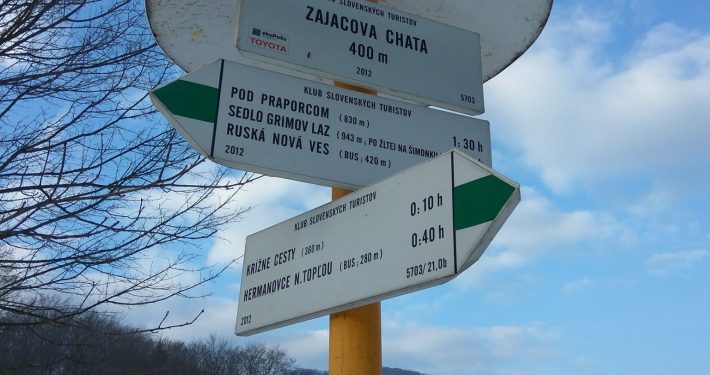 KLUB SLOVENSKÝCH TURISTOV
ZAJACOVA CHATA
400 m
2012
5703
ekoPolis
TOYOTA
KLUB SLOVENSKÝCH TURISTOV
POD PRAPORCOM (830 m) 1:30 h
SEDLO GRIMOV LAZ (943 m; PO ŽLTEJ NA ŠIMONKU
RUSKÁ NOVÁ VES (BUS; 420 m)
2012
KLUB SLOVENSKÝCH TURISTOV
KRÍŽNE CESTY (360 m) 0:10 h
HERMANOVCE N.TOPĽOU (BUS; 280 m) 0:40 h
2012 5703/21,0b